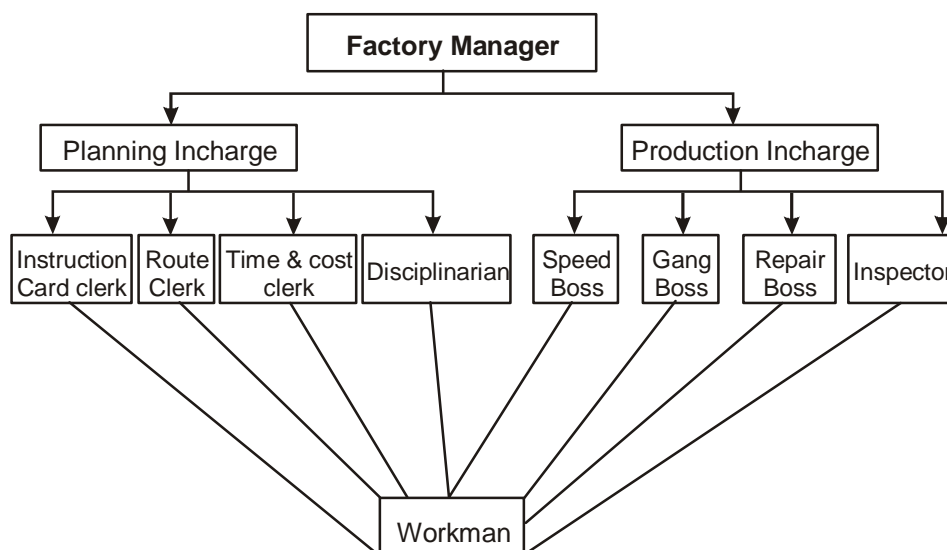 Factory Manager
Planning Incharge
Production Incharge
Instruction
Card clerk
Route
Clerk
Time & cost
clerk
Disciplinarian
Speed
Boss
Gang
Boss
Repair
Boss
Inspector
Workman